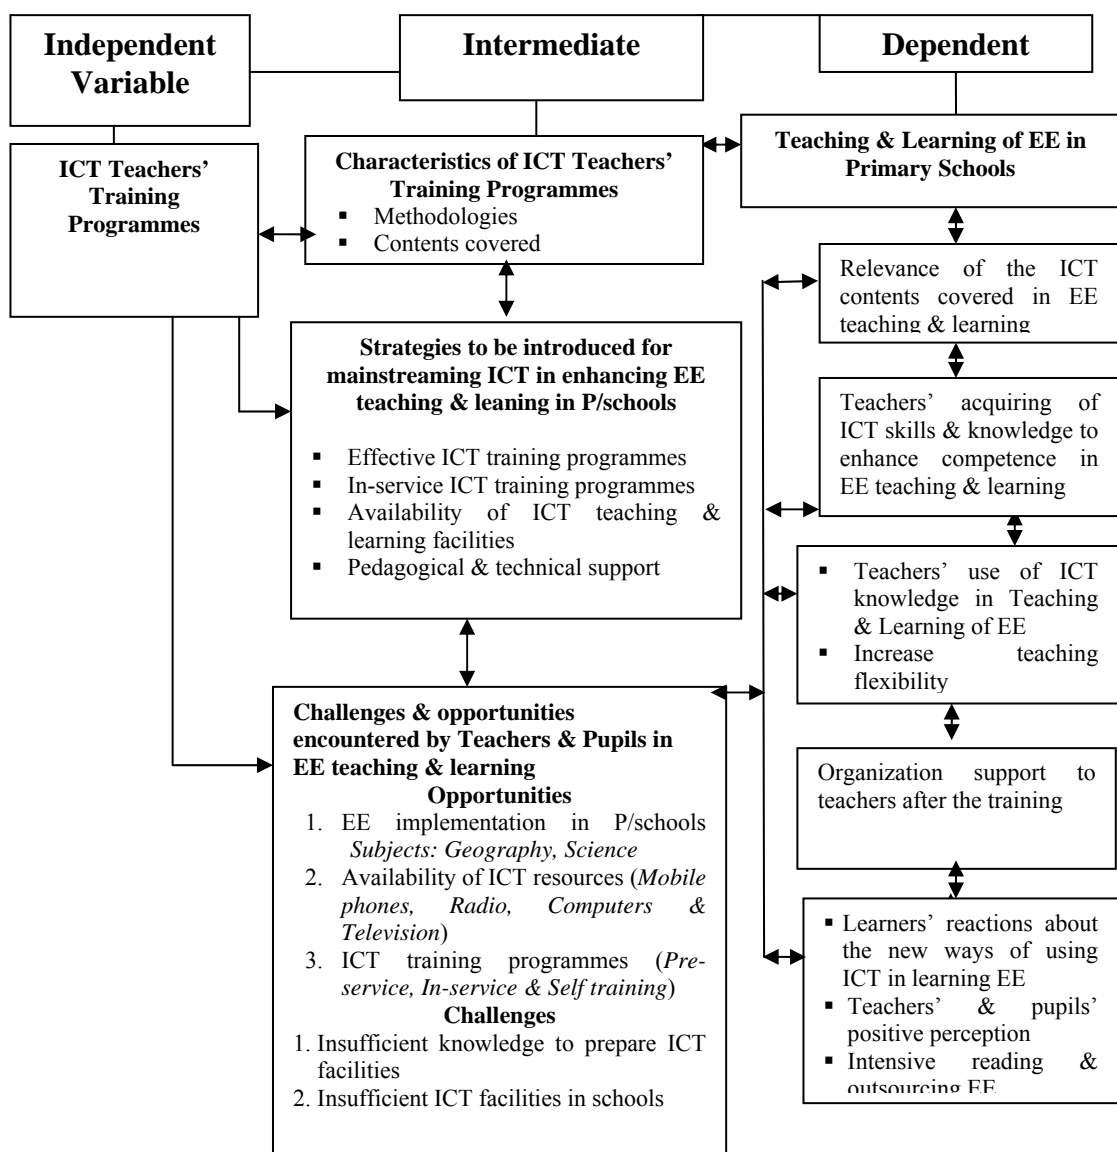 Independent
Variable
Intermediate
Dependent
ICT Teachers’
Training
Programmes
Characteristics of ICT Teachers’
Training Programmes
▪ Methodologies
▪ Contents covered
Strategies to be introduced for
mainstreaming ICT in enhancing EE
teaching & leaning in P/schools
▪ Effective ICT training programmes
▪ In-service ICT training programmes
▪ Availability of ICT teaching &
learning facilities
▪ Pedagogical & technical support
Challenges & opportunities
encountered by Teachers & Pupils in
EE teaching & learning
Opportunities
1. EE implementation in P/schools
Subjects: Geography, Science
2. Availability of ICT resources (Mobile
phones, Radio, Computers &
Television)
3. ICT training programmes (Pre-
service, In-service & Self training)
Challenges
1. Insufficient knowledge to prepare ICT
facilities
2. Insufficient ICT facilities in schools
Teaching & Learning of EE in
Primary Schools
Relevance of the ICT
contents covered in EE
teaching & learning
Teachers’ acquiring of
ICT skills & knowledge to
enhance competence in
EE teaching & learning
▪ Teachers’ use of ICT
knowledge in Teaching
& Learning of EE
▪ Increase teaching
flexibility
Organization support to
teachers after the training
▪ Learners’ reactions about
the new ways of using
ICT in learning EE
▪ Teachers’ & pupils’
positive perception
▪ Intensive reading &
outsourcing EE